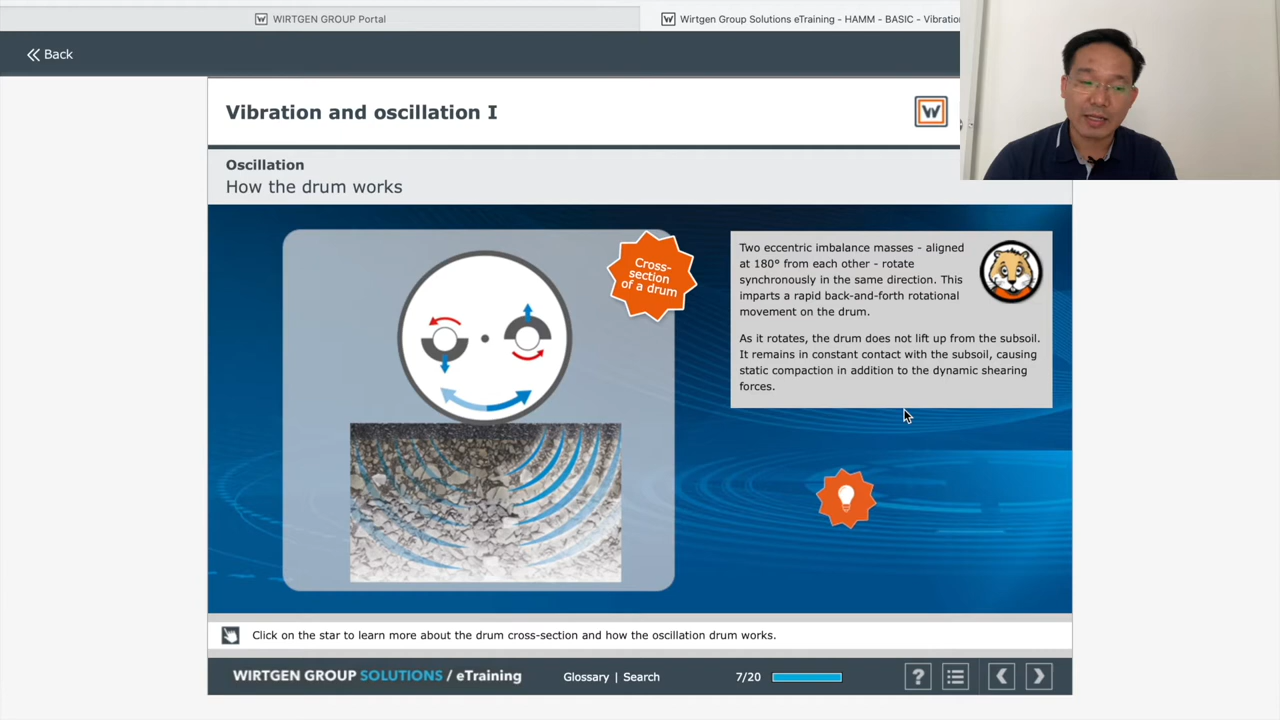 WIRTGEN GROUP Portal
Wirtgen Group Solutions eTraining - HAMM - BASIC - Vibratio
Back
Vibration and oscillation I
W
Oscillation
How the drum works
Cross-
section
of a drum
Two eccentric imbalance masses - aligned
at 180° from each other - rotate
synchronously in the same direction. This
imparts a rapid back-and-forth rotational
movement on the drum.
As it rotates, the drum does not lift up from the subsoil.
It remains in constant contact with the subsoil, causing
static compaction in addition to the dynamic shearing
forces.
Click on the star to learn more about the drum cross-section and how the oscillation drum works.
WIRTGEN GROUP SOLUTIONS / eTraining
Glossary | Search
7/20
?